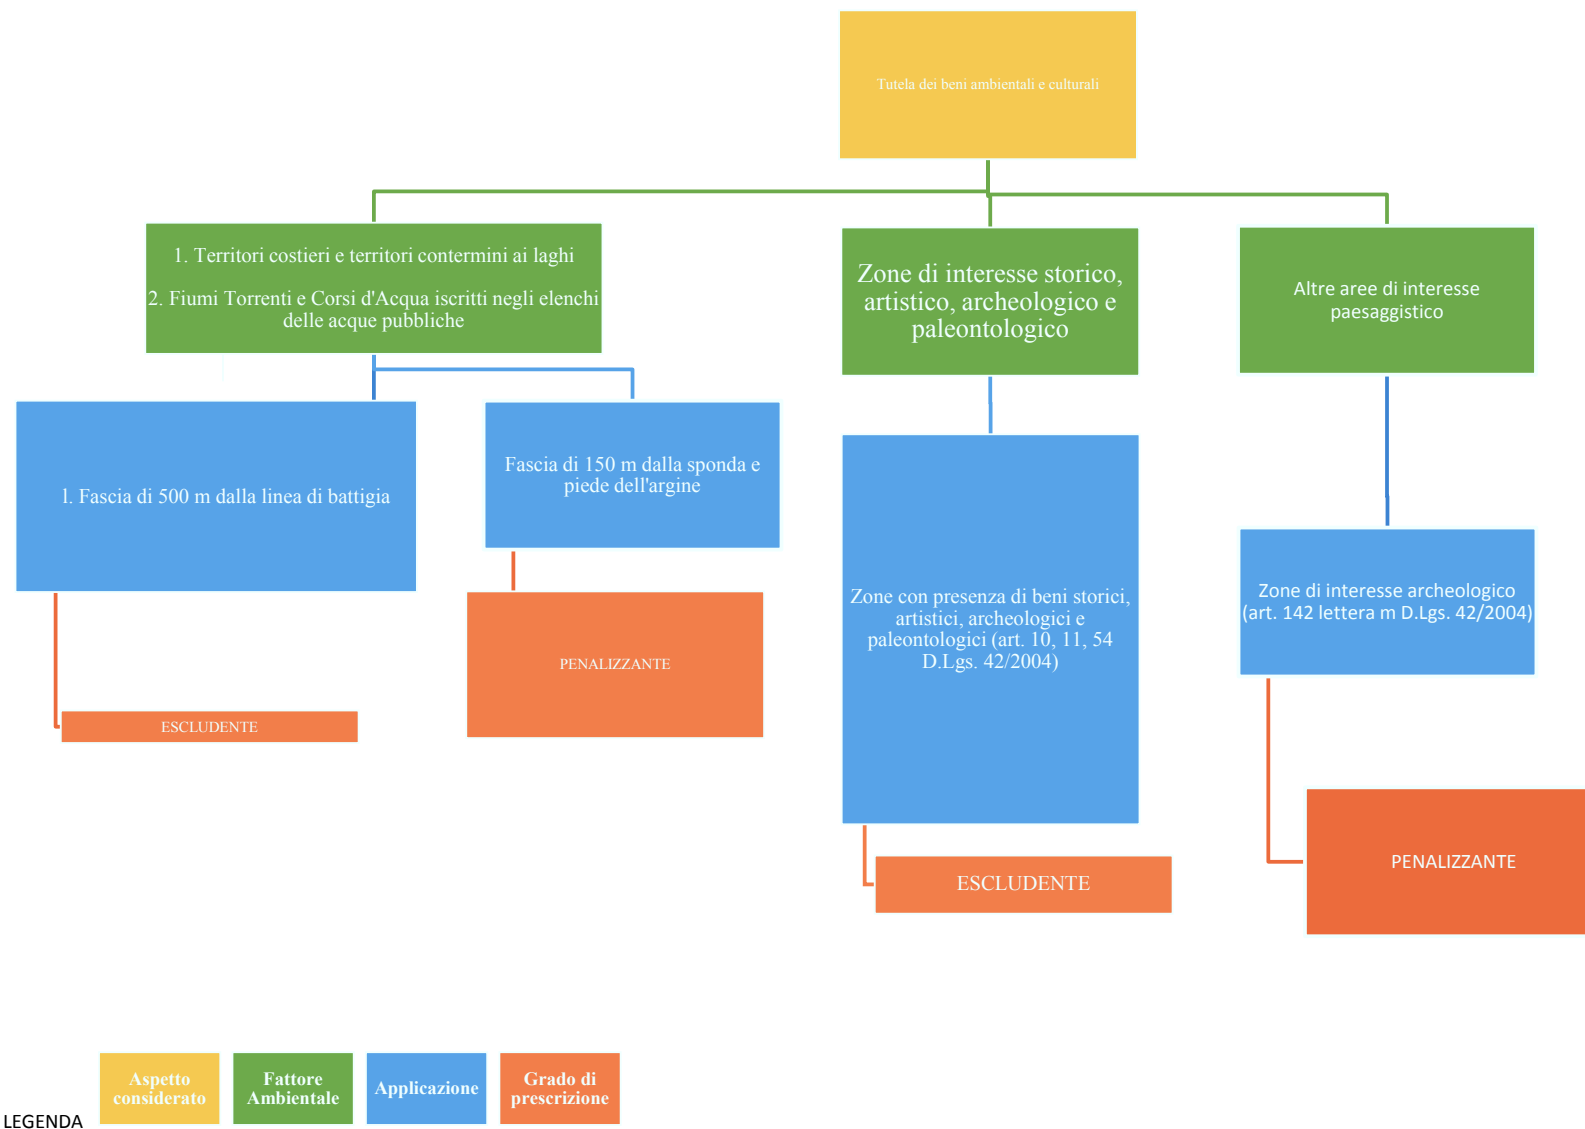 Tutela dei beni ambientali e culturali
1. Territori costieri e territori contermini ai laghi
2. Fiumi Torrenti e Corsi d'Acqua iscritti negli elenchi
delle acque pubbliche
Zone di interesse storico,
artistico, archeologico e
paleontologico
Altre aree di interesse
paesaggistico
l. Fascia di 500 m dalla linea di battigia
Fascia di 150 m dalla sponda e
piede dell'argine
Zone con presenza di beni storici,
artistici, archeologici e
paleontologici (art. 10, 11, 54
D.Lgs. 42/2004)
Zone di interesse archeologico
(art. 142 lettera m D.Lgs. 42/2004)
ESCLUDENTE
PENALIZZANTE
ESCLUDENTE
PENALIZZANTE
LEGENDA
Aspetto
considerato
Fattore
Ambientale
Applicazione
Grado di
prescrizione